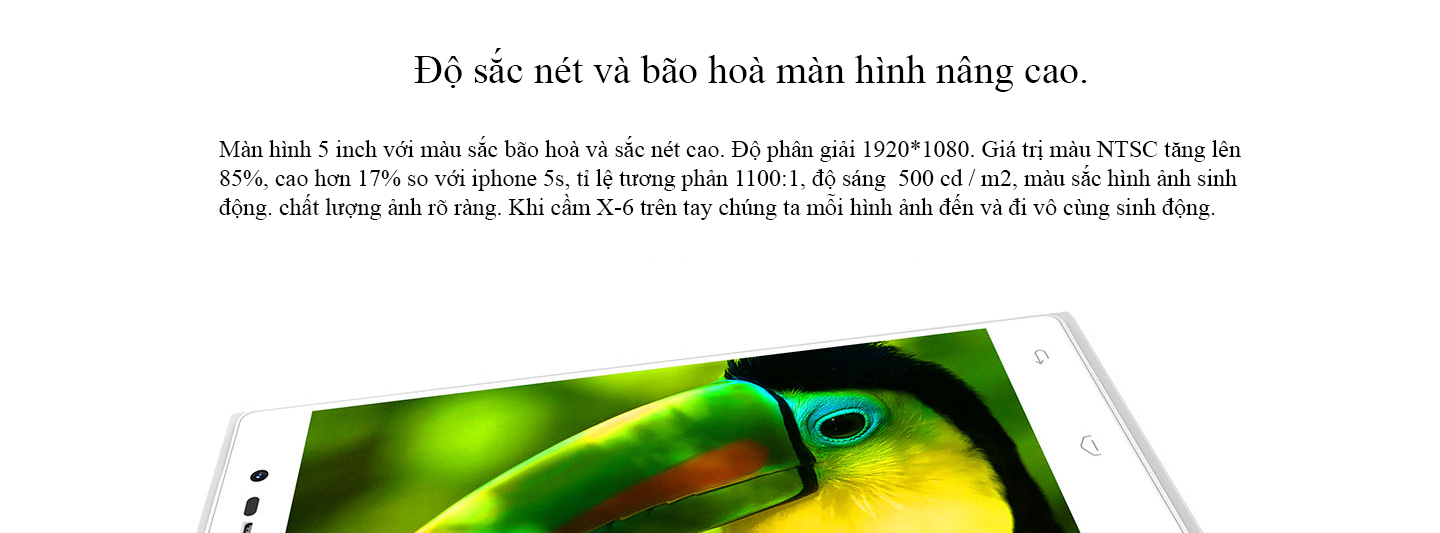 Độ sắc nét và bão hoà màn hình nâng cao.
Màn hình 5 inch với màu sắc bão hoà và sắc nét cao. Độ phân giải 1920*1080. Giá trị màu NTSC tăng lên
85%, cao hơn 17% so với iphone 5s, tỉ lệ tương phản 1100:1, độ sáng  500 cd / m2, màu sắc hình ảnh sinh
động. chất lượng ảnh rõ ràng. Khi cầm X-6 trên tay chúng ta mỗi hình ảnh đến và đi vô cùng sinh động.